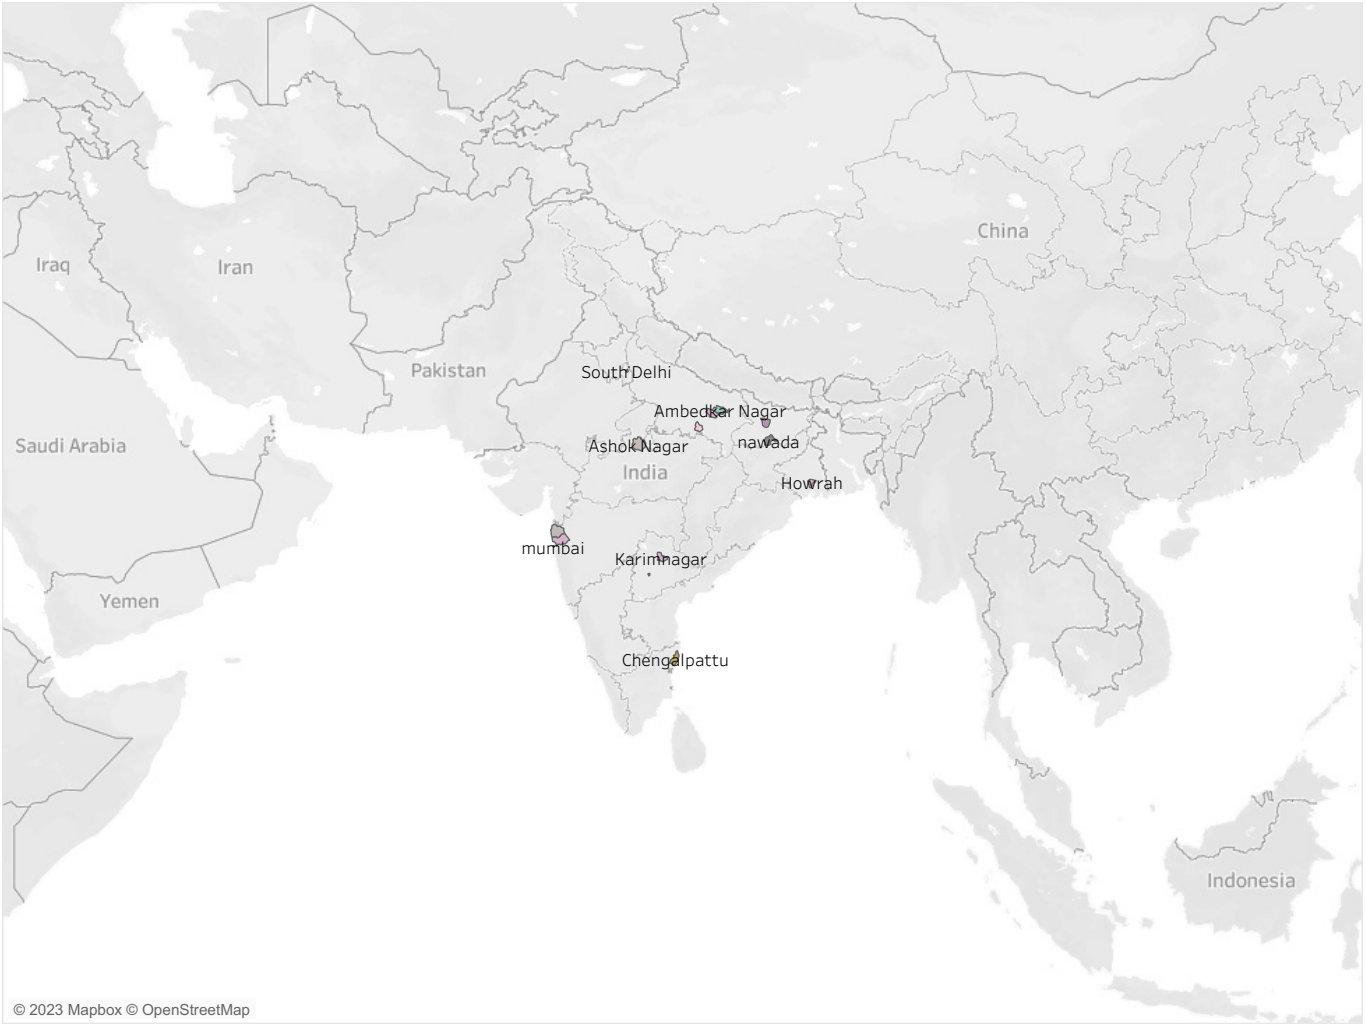 China
Iraq
Iran
Pakistan
South Delhi
Ambedkar Nagar
Saudi Arabia
Ashok Nagar
nawada
India
Howrah
mumbai
Karimnagar
Yemen
Chengalpattu
Indonesia
© 2023 Mapbox © OpenStreetMap